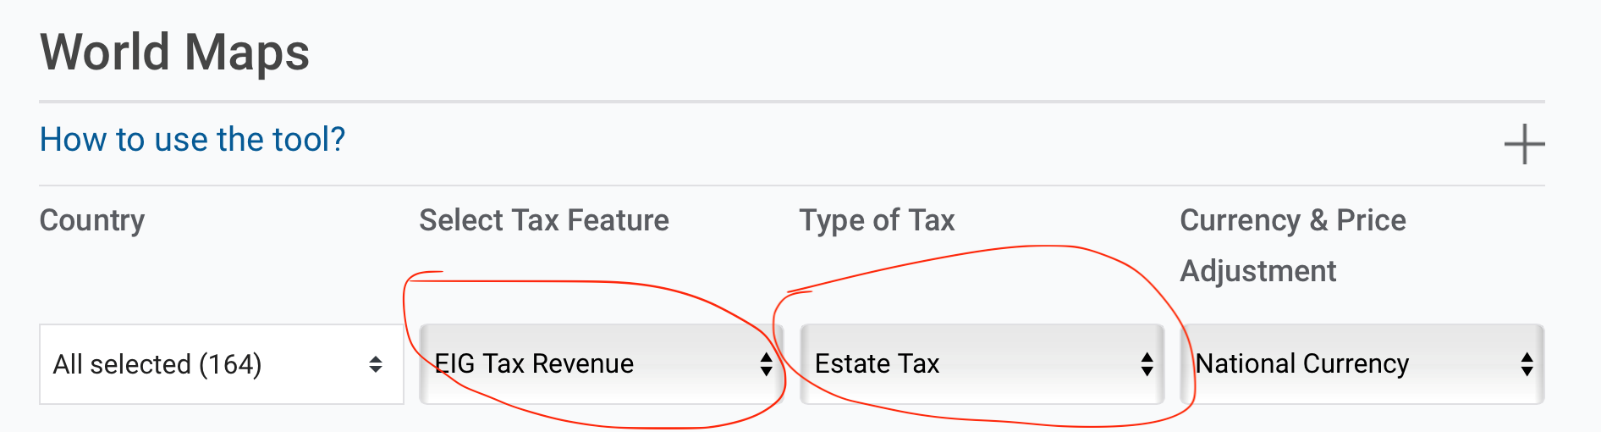 World Maps
How to use the tool?
Country
Select Tax Feature
Type of Tax
Currency & Price
Adjustment
All selected (164)
EIG Tax Revenue
Estate Tax
National Currency